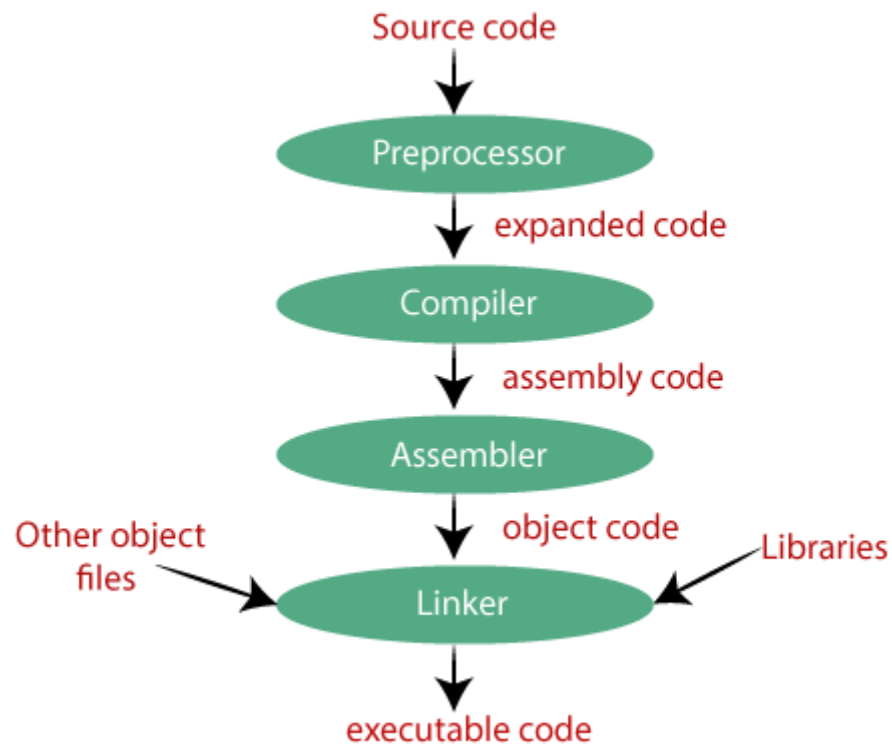 Source code
Preprocessor
expanded code
Compiler
assembly code
Assembler
object code
Other object
files
Libraries
Linker
executable code